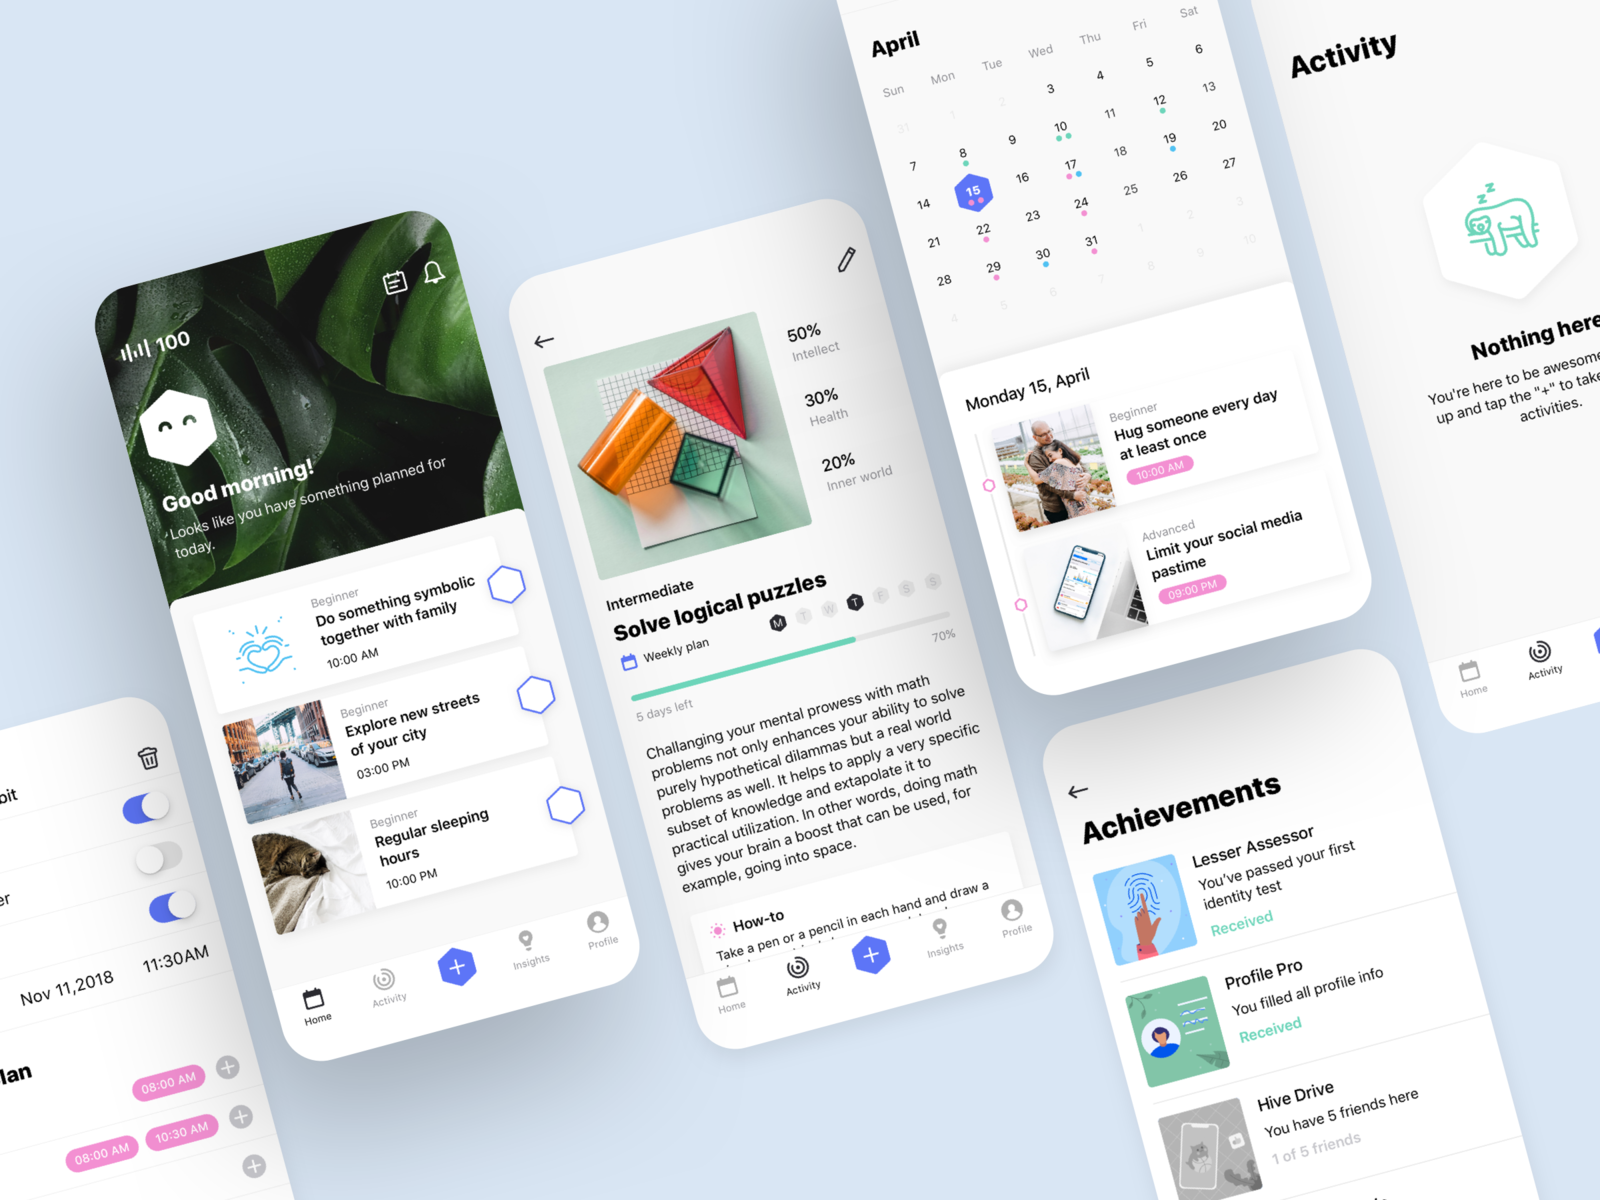 bit
er
Nov 11,2018 11:30AM
lan
08:00 AM
08:00 AM 10:30 AM
100
Good morning!
Looks like you have something planned for
today.
Beginner
Do something symbolic
together with family
10:00 AM
Beginner
Explore new streets
of your city
03:00 PM
Beginner
Regular sleeping
hours
10:00 PM
Home
Activity
Insights
Profile
50%
Intellect
30%
Health
20%
Inner world
Intermediate
Solve logical puzzles
Weekly plan
M T W T F S S
70%
5 days left
Challanging your mental prowess with math
problems not only enhances your ability to solve
purely hypothetical dilammas but a real world
problems as well. It helps to apply a very specific
subset of knowledge and extapolate it to
practical utilization. In other words, doing math
gives your brain a boost that can be used, for
example, going into space.
How-to
Take a pen or a pencil in each hand and draw a
Home
Activity
Insights
Profile
April
Sun Mon Tue Wed Thu Fri Sat
31 1 2 3 4 5 6
7 8 9 10 11 12 13
14 15 16 17 18 19 20
21 22 23 24 25 26 27
28 29 30 31 1 2 3
4 5 6 7 8 9 10
Monday 15, April
Beginner
Hug someone every day
at least once
10:00 AM
Advanced
Limit your social media
pastime
09:00 PM
Activity
z z
Nothing here
You're here to be awesome
up and tap the "+" to take
activities.
Home
Activity
Achievements
Lesser Assessor
You've passed your first
identity test
Received
Profile Pro
You filled all profile info
Received
Hive Drive
You have 5 friends here
1 of 5 friends